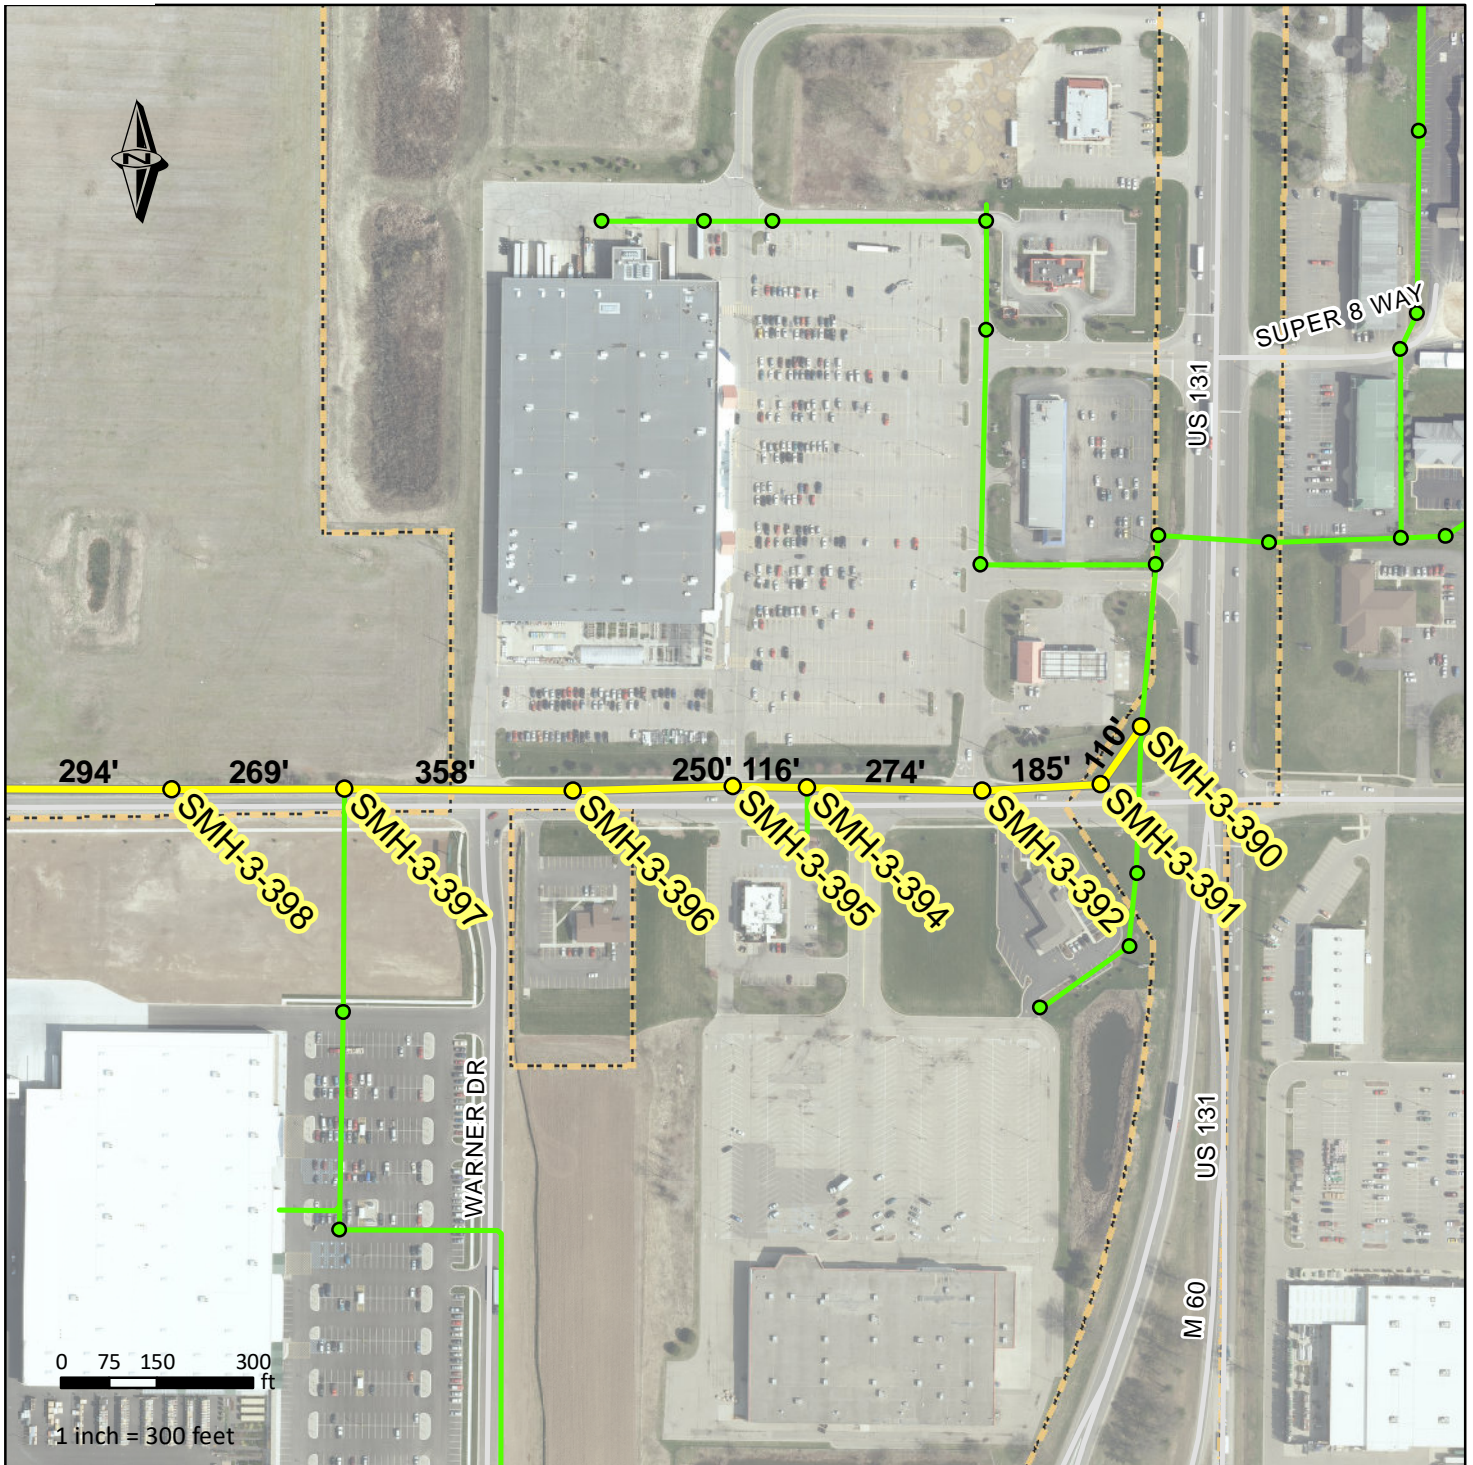 N
SUPER 8 WAY
US 131
294'
269'
358'
250'
116'
274'
185'
110'
SMH-3-398
SMH-3-397
SMH-3-396
SMH-3-395
SMH-3-394
SMH-3-392
SMH-3-391
SMH-3-390
WARNER DR
US 131
M 60
0 75 150 300
ft
1 inch = 300 feet